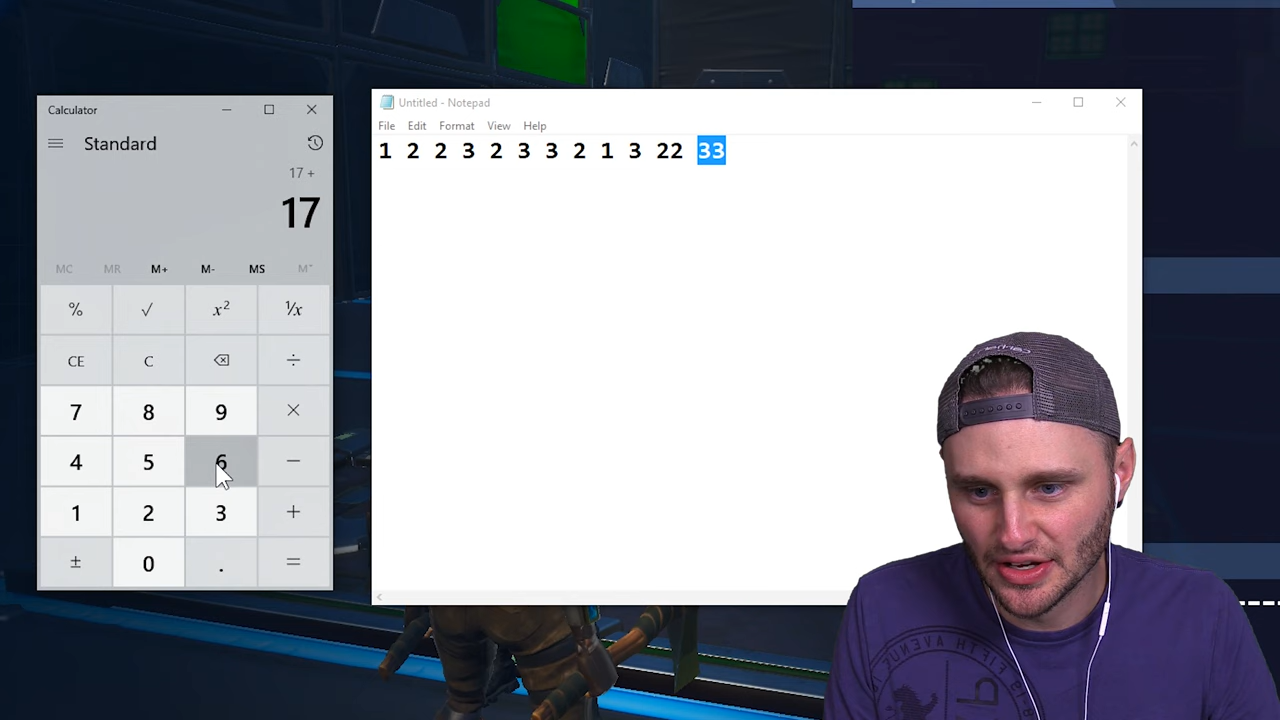 Calculator
Standard
17 +
17
MC MR M+ M- MS M˅
% √ x² ⅟x
CE C ÷
7 8 9 ×
4 5 6 −
1 2 3 +
± 0 . =
Untitled - Notepad
File Edit Format View Help
1 2 2 3 2 3 3 2 1 3 22 33
FIFTH AVENUE